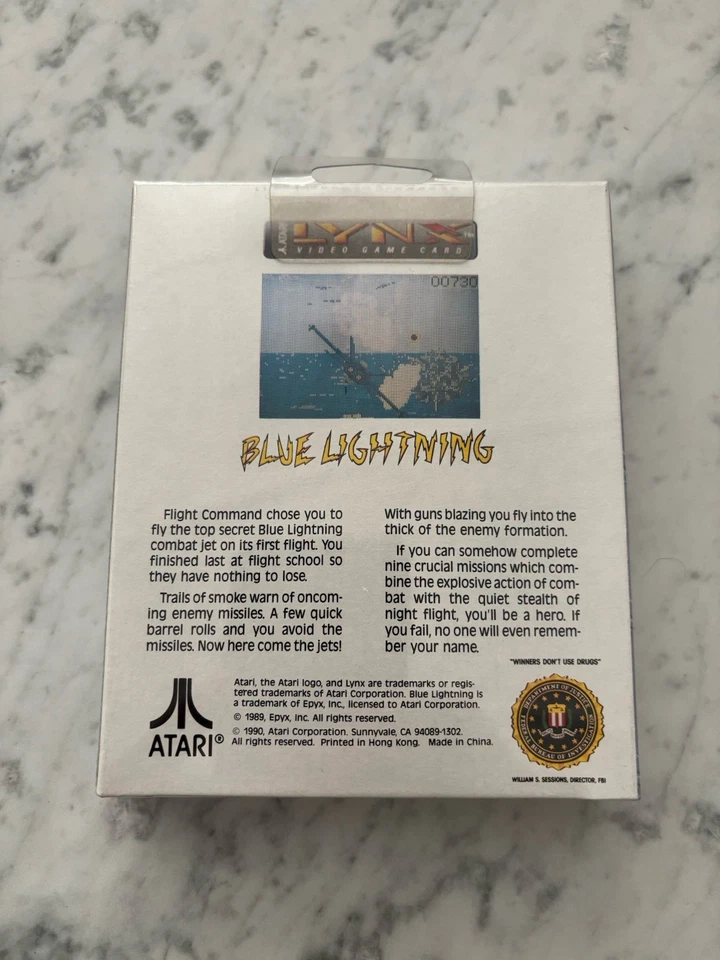 ATARI
LYNX
VIDEO GAME CARD
00730
BLUE LIGHTNING
Flight Command chose you to
fly the top secret Blue Lightning
combat jet on its first flight. You
finished last at flight school so
they have nothing to lose.
Trails of smoke warn of oncom-
ing enemy missiles. A few quick
barrel rolls and you avoid the
missiles. Now here come the jets!
With guns blazing you fly into the
thick of the enemy formation.
If you can somehow complete
nine crucial missions which com-
bine the explosive action of com-
bat with the quiet stealth of
night flight, you'll be a hero. If
you fail, no one will even remem-
ber your name.
ATARI®
Atari, the Atari logo, and Lynx are trademarks or regis-
tered trademarks of Atari Corporation. Blue Lightning is
a trademark of Epyx, Inc., licensed to Atari Corporation.
© 1989, Epyx, Inc. All rights reserved.
© 1990, Atari Corporation. Sunnyvale, CA 94089-1302.
All rights reserved. Printed in Hong Kong. Made in China.
"WINNERS DON'T USE DRUGS"
DEPARTMENT OF JUSTICE
FEDERAL BUREAU OF INVESTIGATION
WILLIAM S. SESSIONS, DIRECTOR, FBI